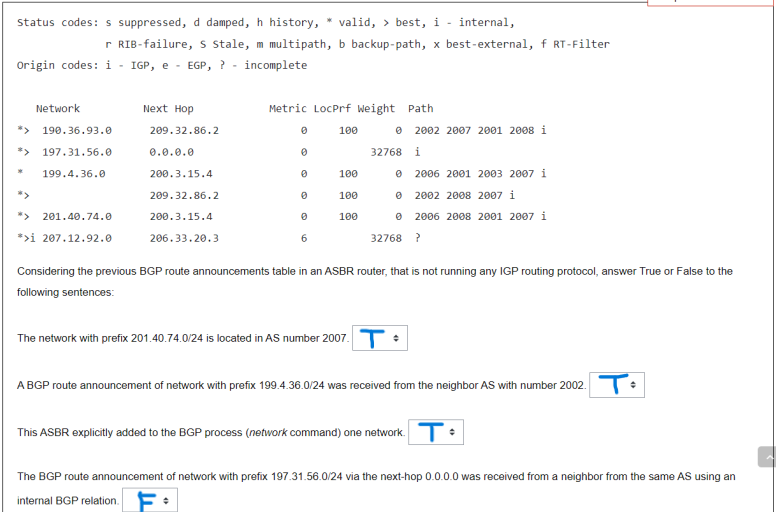 Status codes: s suppressed, d damped, h history, * valid, > best, i - internal,
r RIB-failure, S Stale, m multipath, b backup-path, x best-external, f RT-Filter
Origin codes: i - IGP, e - EGP, ? - incomplete
Network Next Hop Metric LocPrf Weight Path
*> 190.36.93.0 209.32.86.2 0 100 0 2002 2007 2001 2008 i
*> 197.31.56.0 0.0.0.0 0 32768 i
* 199.4.36.0 200.3.15.4 0 100 0 2006 2001 2003 2007 i
*> 209.32.86.2 0 100 0 2002 2008 2007 i
*> 201.40.74.0 200.3.15.4 0 100 0 2006 2008 2001 2007 i
*>i 207.12.92.0 206.33.20.3 6 32768 ?
Considering the previous BGP route announcements table in an ASBR router, that is not running any IGP routing protocol, answer True or False to the
following sentences:
The network with prefix 201.40.74.0/24 is located in AS number 2007. T
A BGP route announcement of network with prefix 199.4.36.0/24 was received from the neighbor AS with number 2002. T
This ASBR explicitly added to the BGP process (network command) one network. T
The BGP route announcement of network with prefix 197.31.56.0/24 via the next-hop 0.0.0.0 was received from a neighbor from the same AS using an
internal BGP relation. F